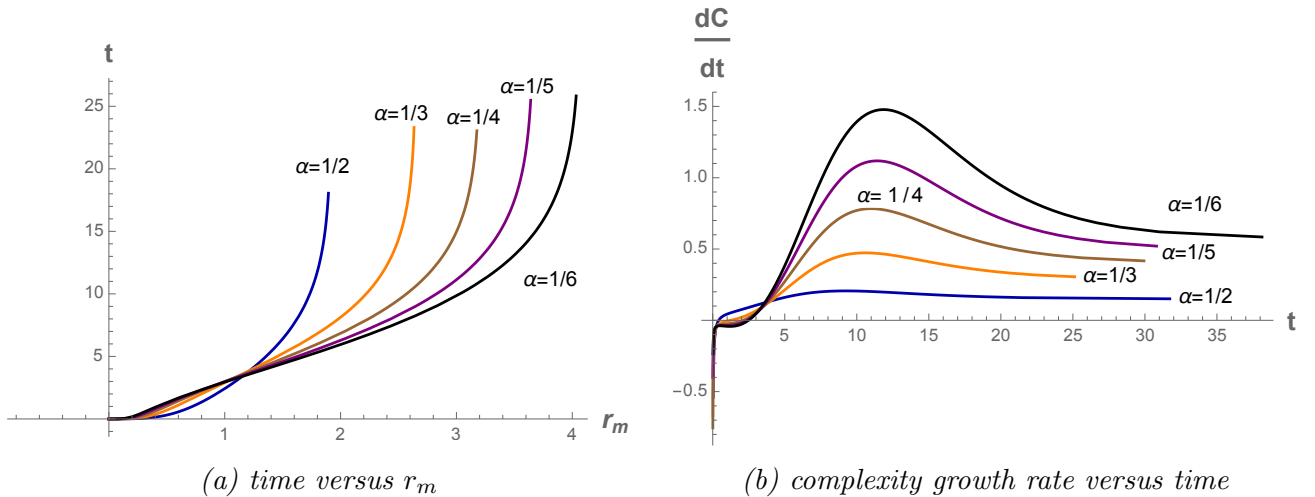 t
25
20
15
10
5
1
2
3
4
r_m
α=1/2
α=1/3
α=1/4
α=1/5
α=1/6
(a) time versus r_m
dC
dt
1.5
1.0
0.5
-0.5
5
10
15
20
25
30
35
t
α= 1/4
α=1/6
α=1/5
α=1/3
α=1/2
(b) complexity growth rate versus time